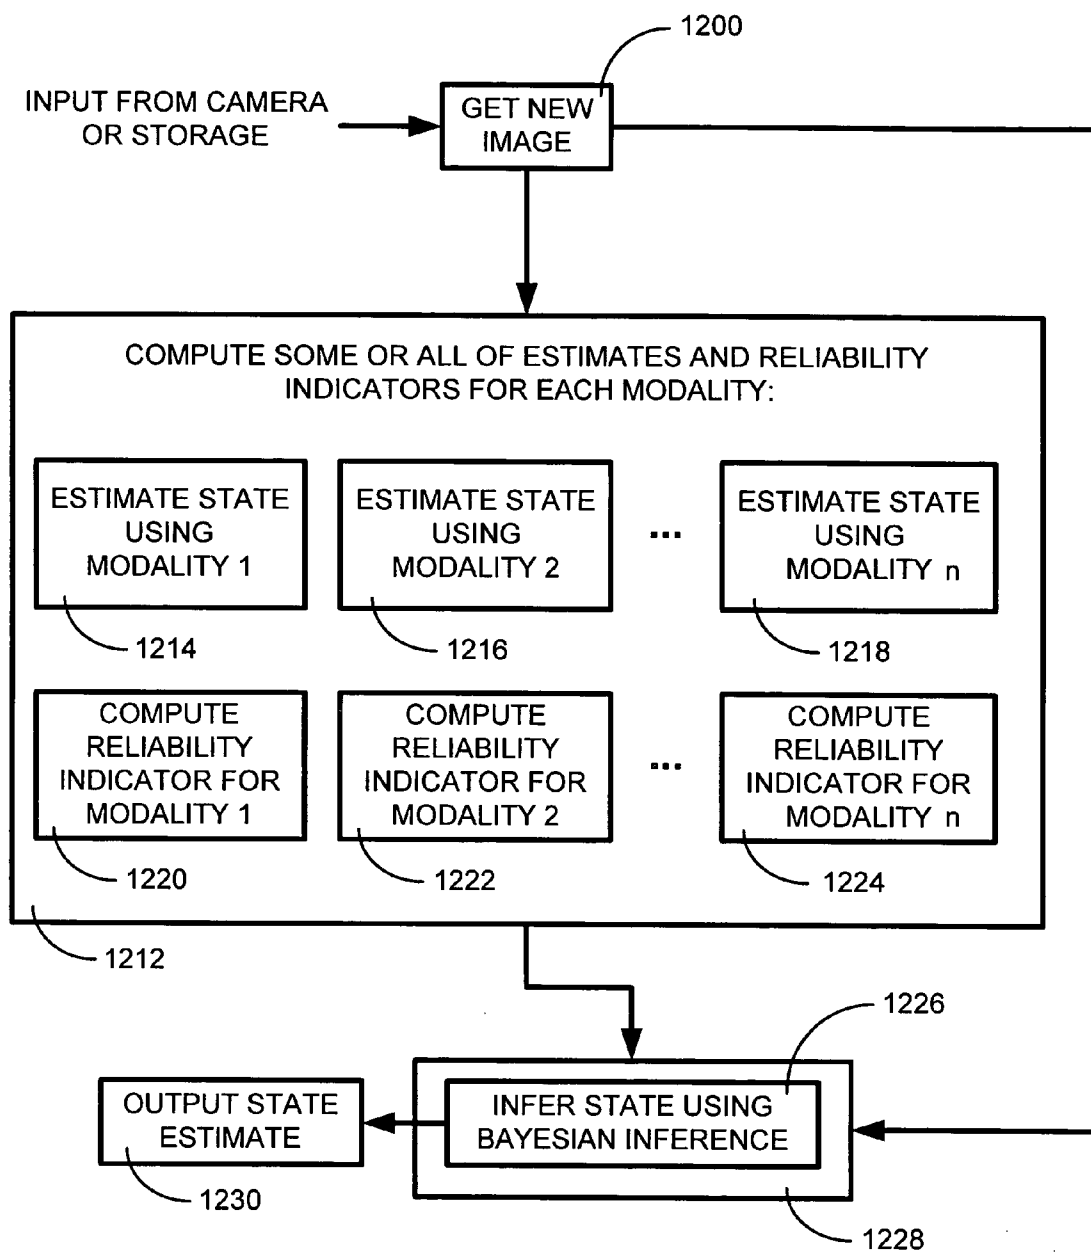 1200
INPUT FROM CAMERA
OR STORAGE
GET NEW
IMAGE
COMPUTE SOME OR ALL OF ESTIMATES AND RELIABILITY
INDICATORS FOR EACH MODALITY:
ESTIMATE STATE
USING
MODALITY 1
ESTIMATE STATE
USING
MODALITY 2
...
ESTIMATE STATE
USING
MODALITY n
1214
1216
1218
COMPUTE
RELIABILITY
INDICATOR FOR
MODALITY 1
COMPUTE
RELIABILITY
INDICATOR FOR
MODALITY 2
...
COMPUTE
RELIABILITY
INDICATOR FOR
MODALITY n
1220
1222
1224
1212
1226
OUTPUT STATE
ESTIMATE
INFER STATE USING
BAYESIAN INFERENCE
1230
1228